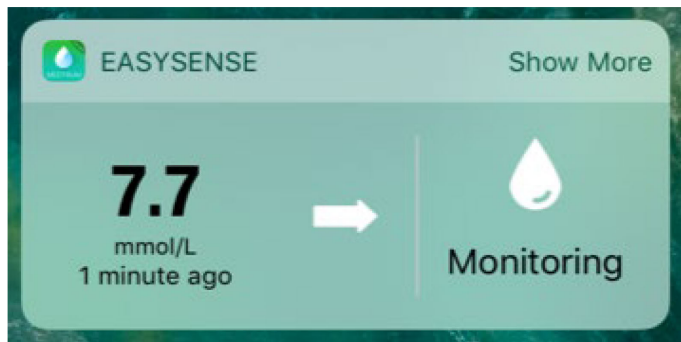 EASYSENSE
Show More
7.7
mmol/L
1 minute ago
Monitoring